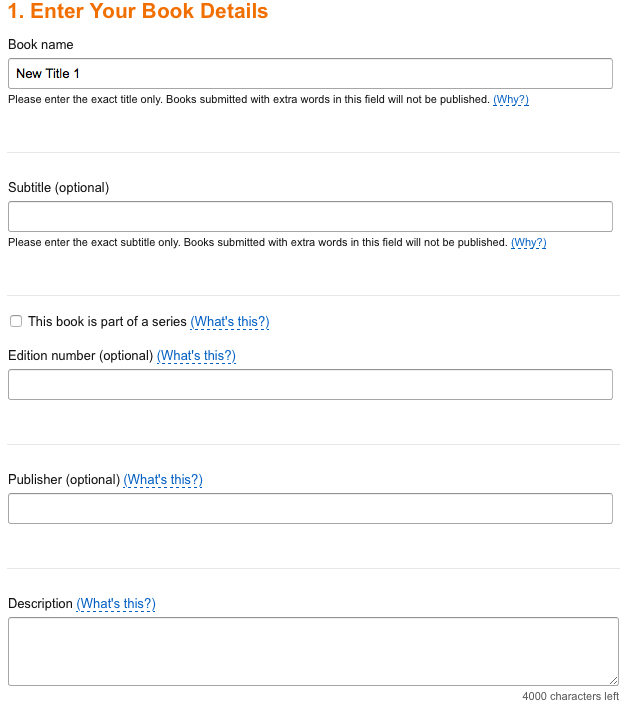 1. Enter Your Book Details
Book name
New Title 1
Please enter the exact title only. Books submitted with extra words in this field will not be published. (Why?)
Subtitle (optional)
Please enter the exact subtitle only. Books submitted with extra words in this field will not be published. (Why?)
This book is part of a series (What's this?)
Edition number (optional) (What's this?)
Publisher (optional) (What's this?)
Description (What's this?)
4000 characters left